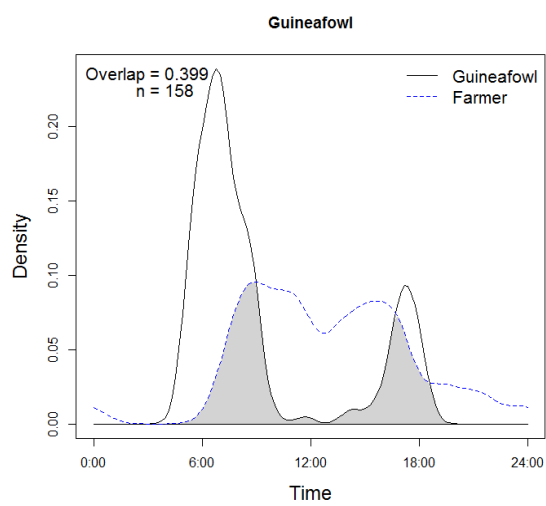 Guineafowl
Overlap = 0.399
n = 158
Guineafowl
Farmer
Density
0.20
0.15
0.10
0.05
0.00
0:00 6:00 12:00 18:00 24:00
Time